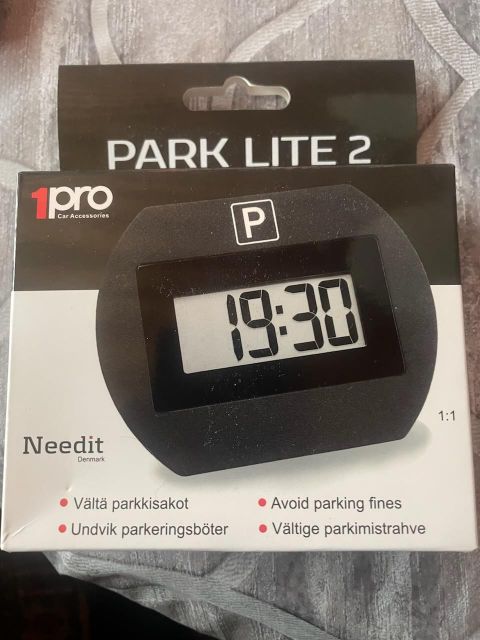 PARK LITE 2
1pro
Car Accessories
P
19:30
1:1
Needit
Denmark
• Vältä parkkisakot
• Avoid parking fines
• Undvik parkeringsböter
• Vältige parkimistrahve